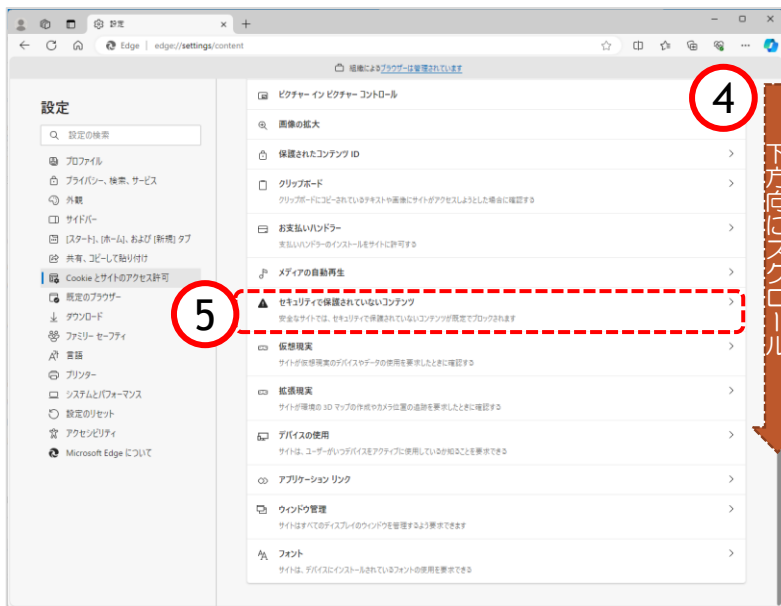 設定
Edge | edge://settings/content
組織によるブラウザーは管理されています
設定
設定の検索
プロファイル
プライバシー、検索、サービス
外観
サイドバー
[スタート]、[ホーム]、および [新規] タブ
共有、コピーして貼り付け
Cookie とサイトのアクセス許可
既定のブラウザー
ダウンロード
ファミリー セーフティ
言語
プリンター
システムとパフォーマンス
設定のリセット
アクセシビリティ
Microsoft Edge について
ピクチャー イン ピクチャー コントロール
画像の拡大
保護されたコンテンツ ID
クリップボード
クリップボードにコピーされているテキストや画像にサイトがアクセスしようとした場合に確認する
お支払いハンドラー
支払いハンドラーのインストールをサイトに許可する
メディアの自動再生
セキュリティで保護されていないコンテンツ
安全なサイトでは、セキュリティで保護されていないコンテンツが既定でブロックされます
仮想現実
サイトが仮想現実のデバイスやデータの使用を要求したときに確認する
拡張現実
サイトが環境の 3D マップの作成やカメラ位置の追跡を要求したときに確認する
デバイスの使用
サイトは、ユーザーがいつデバイスをアクティブに使用しているか知ることを要求できる
アプリケーション リンク
ウィンドウ管理
サイトはすべてのディスプレイのウィンドウを管理するよう要求できます
フォント
サイトは、デバイスにインストールされているフォントの使用を要求できる
4
5
下方向にスクロール